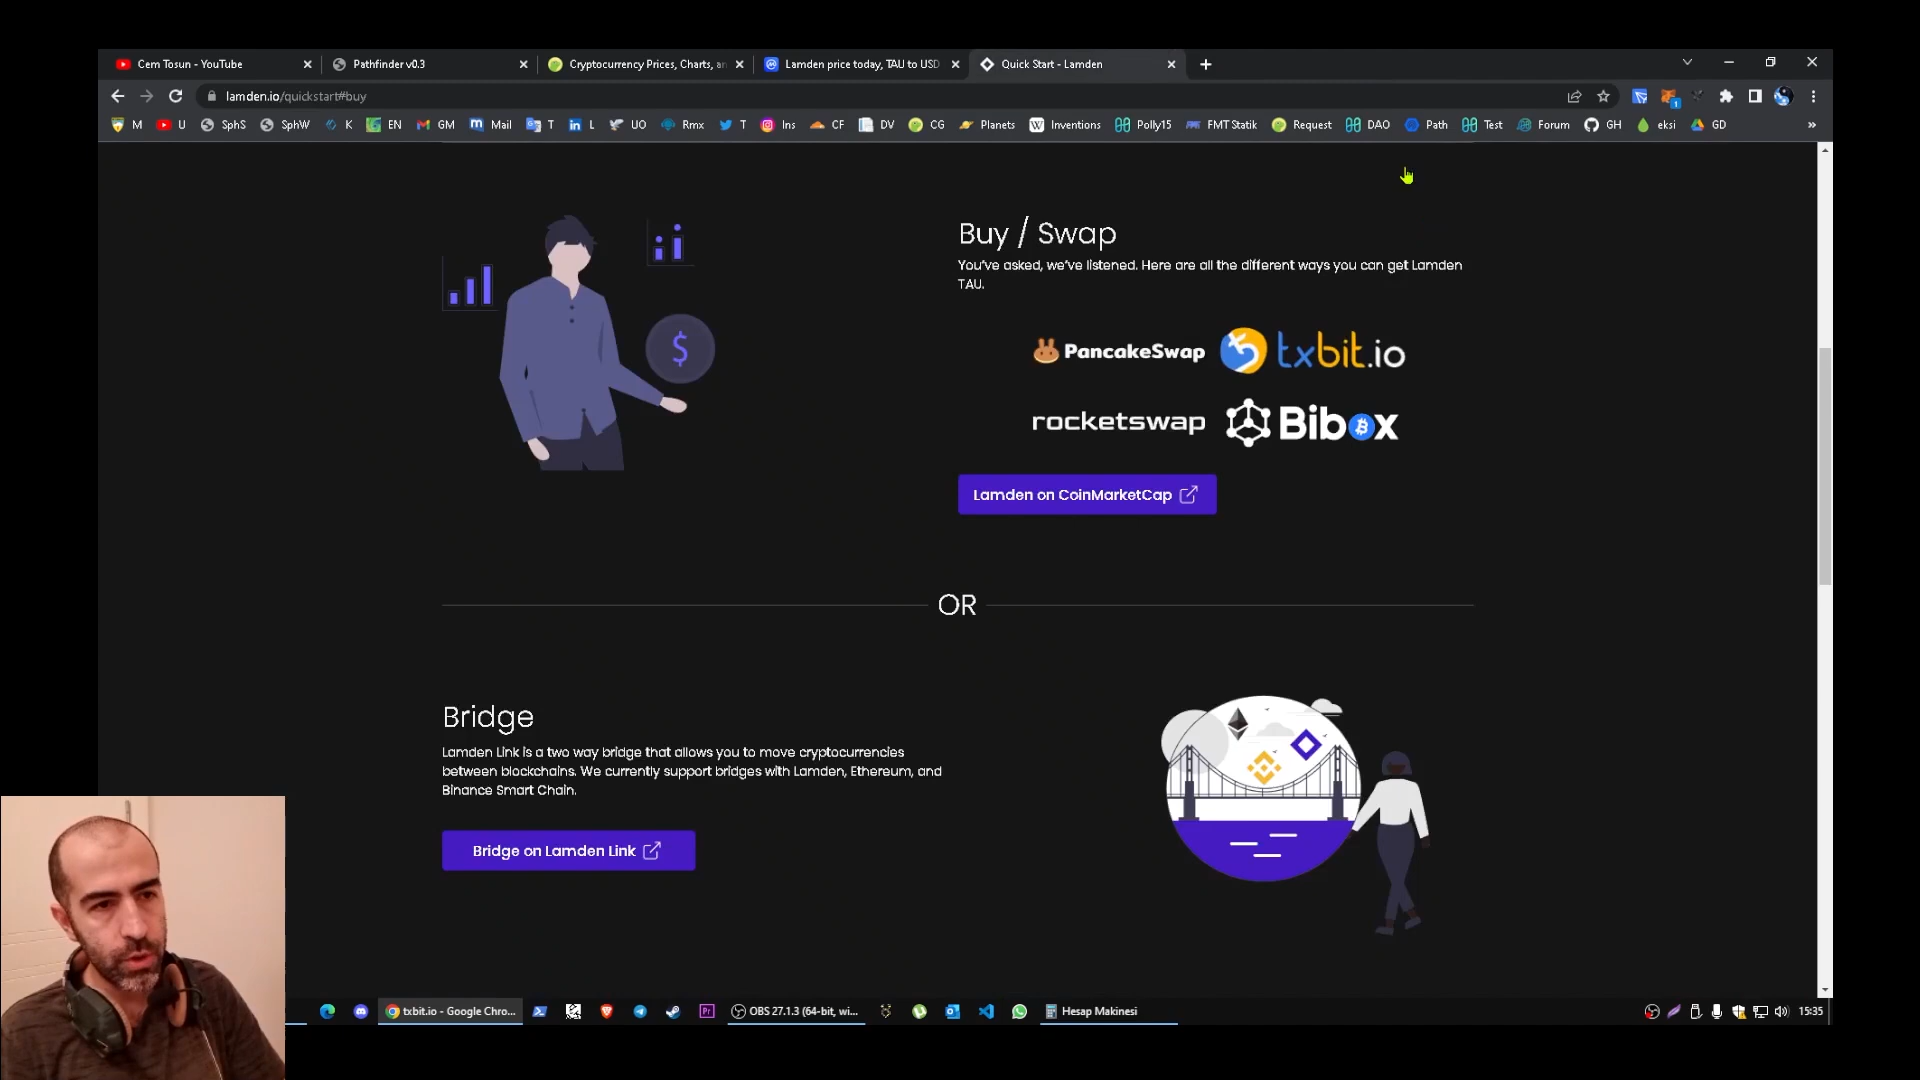 Cem Tosun - YouTube
Pathfinder v0.3
Cryptocurrency Prices, Charts, an
Lamden price today, TAU to USD
Quick Start - Lamden
lamden.io/quickstart#buy
1
M
U
SphS
SphW
K
EN
GM
Mail
T
L
UO
Rmx
T
Ins
CF
DV
CG
Planets
Inventions
Polly15
FMT Statik
Request
DAO
Path
Test
Forum
GH
eksi
GD
»
Buy / Swap
You've asked, we've listened. Here are all the different ways you can get Lamden
TAU.
$
PancakeSwap
txbit.io
rocketswap
Bibox
Lamden on CoinMarketCap
OR
Bridge
Lamden Link is a two way bridge that allows you to move cryptocurrencies
between blockchains. We currently support bridges with Lamden, Ethereum, and
Binance Smart Chain.
Bridge on Lamden Link
txbit.io - Google Chro...
Pr
OBS 27.1.3 (64-bit, wi...
Hesap Makinesi
15:35